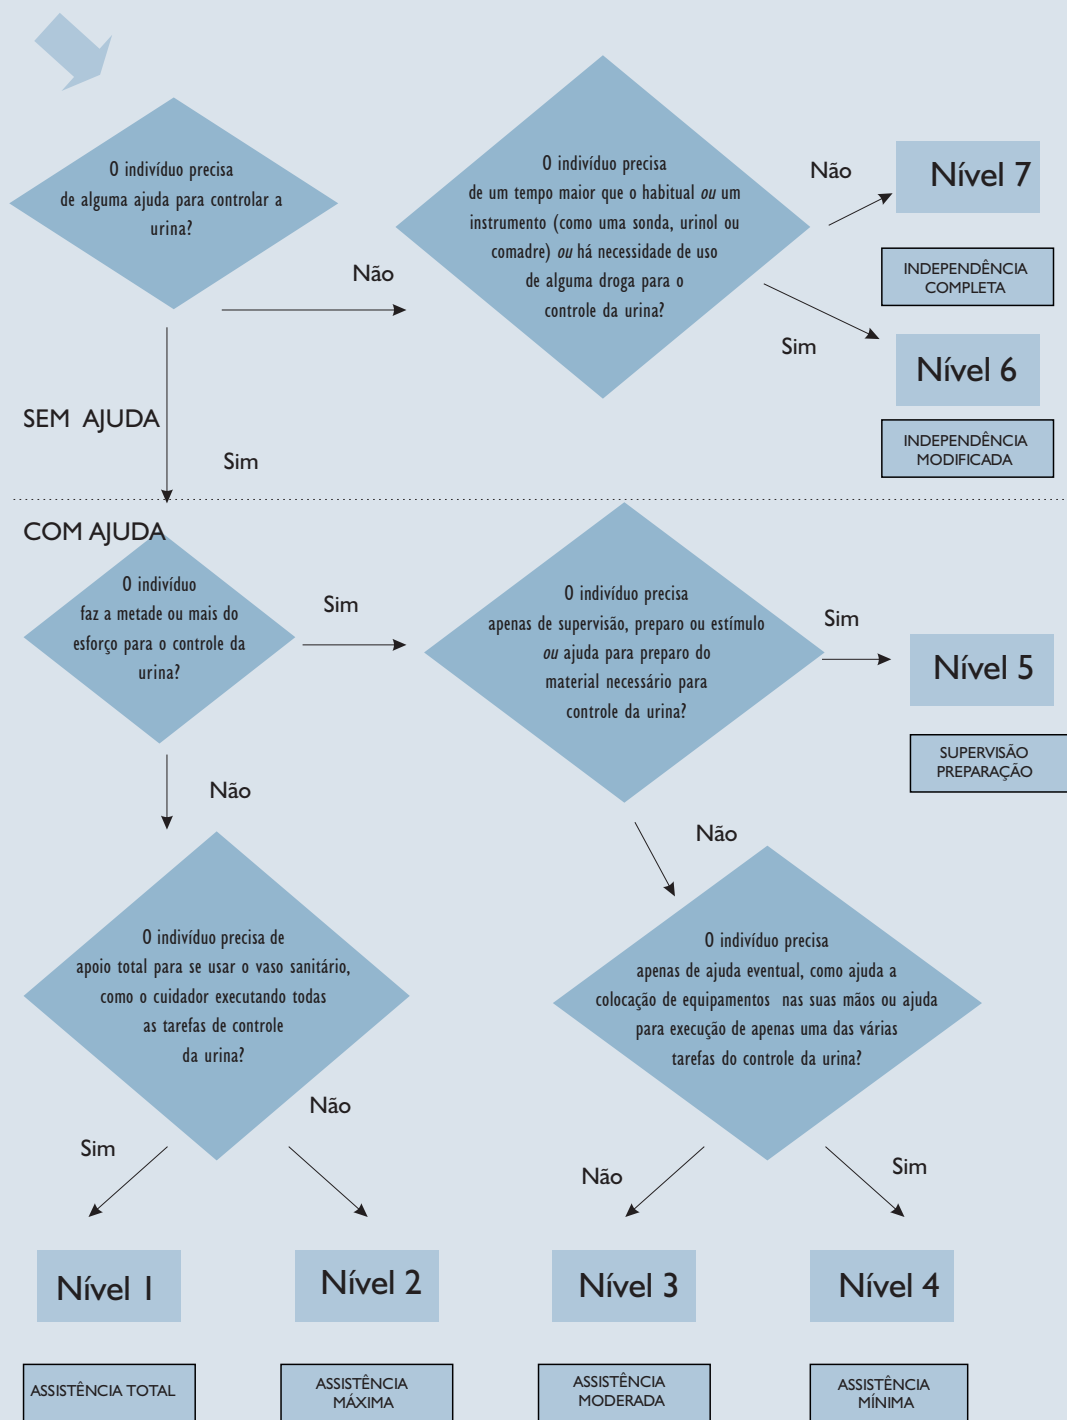 O indivíduo precisa
de alguma ajuda para controlar a
urina?
O indivíduo precisa
de um tempo maior que o habitual ou um
instrumento (como uma sonda, urinol ou
comadre) ou há necessidade de uso
de alguma droga para o
controle da urina?
Não
Nível 7
INDEPENDÊNCIA
COMPLETA
Não
Sim
Nível 6
INDEPENDÊNCIA
MODIFICADA
SEM AJUDA
Sim
COM AJUDA
O indivíduo
faz a metade ou mais do
esforço para o controle da
urina?
Sim
O indivíduo precisa
apenas de supervisão, preparo ou estímulo
ou ajuda para preparo do
material necessário para
controle da urina?
Sim
Nível 5
SUPERVISÃO
PREPARAÇÃO
Não
Não
O indivíduo precisa de
apoio total para se usar o vaso sanitário,
como o cuidador executando todas
as tarefas de controle
da urina?
O indivíduo precisa
apenas de ajuda eventual, como ajuda a
colocação de equipamentos nas suas mãos ou ajuda
para execução de apenas uma das várias
tarefas do controle da urina?
Sim
Não
Não
Sim
Nível 1
Nível 2
Nível 3
Nível 4
ASSISTÊNCIA TOTAL
ASSISTÊNCIA
MÁXIMA
ASSISTÊNCIA
MODERADA
ASSISTÊNCIA
MÍNIMA